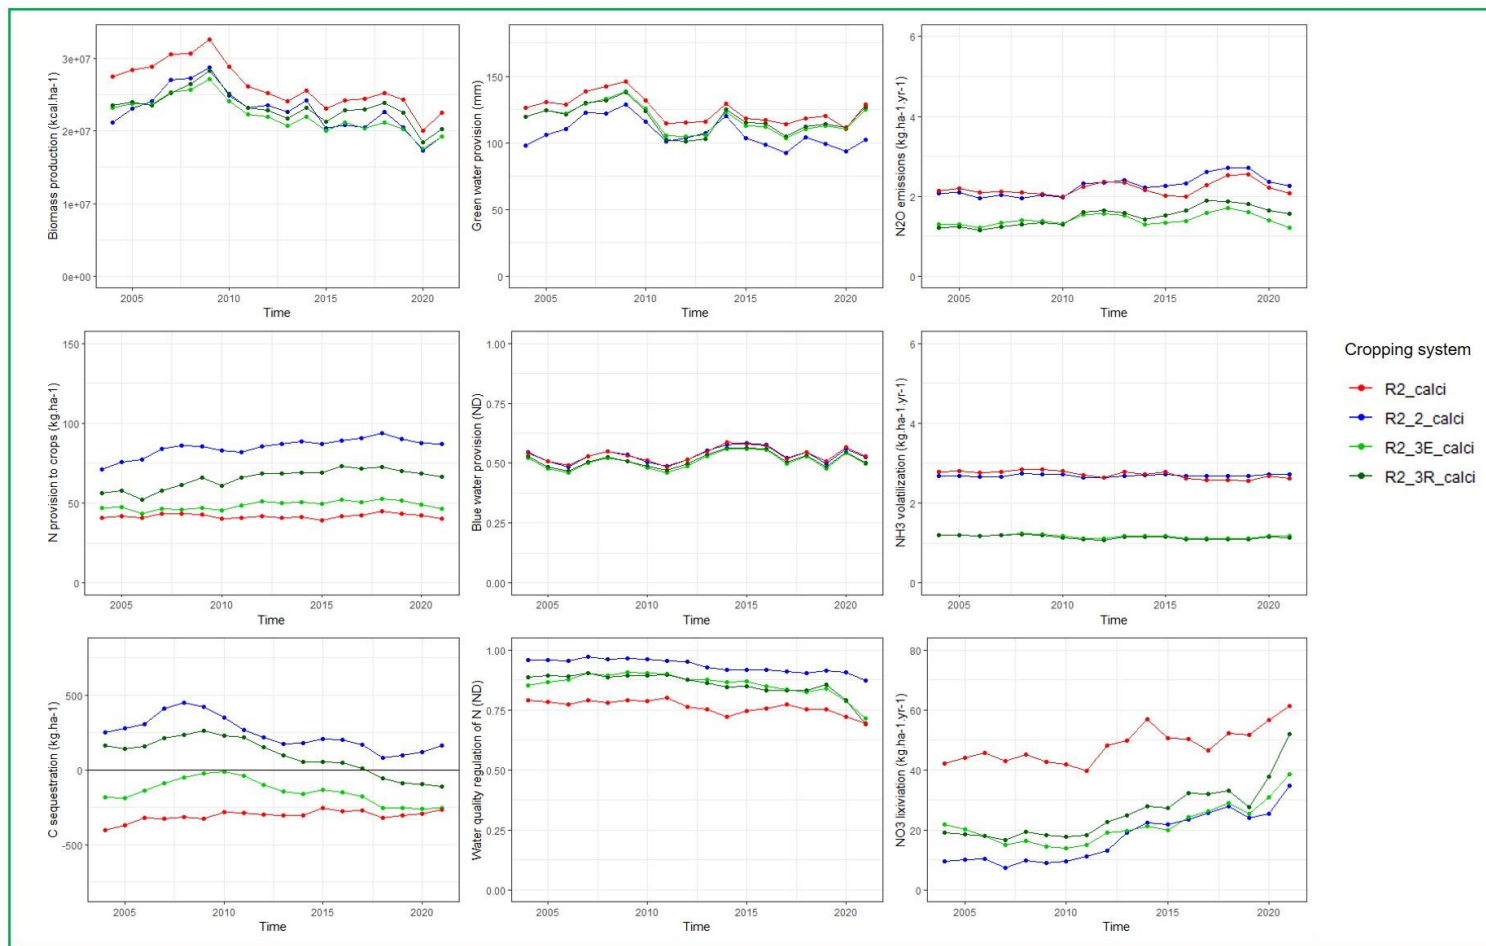 Biomass production (kcal.ha-1)
3e+07
2e+07
1e+07
0e+00
2005 2010 2015 2020
Time
Green water provision (mm)
150
100
50
0
2005 2010 2015 2020
Time
N2O emissions (kg.ha-1.yr-1)
6
4
2
0
2005 2010 2015 2020
Time
N provision to crops (kg.ha-1)
150
100
50
0
2005 2010 2015 2020
Time
Blue water provision (ND)
1.00
0.75
0.50
0.25
0.00
2005 2010 2015 2020
Time
NH3 volatilization (kg.ha-1.yr-1)
6
4
2
0
2005 2010 2015 2020
Time
C sequestration (kg.ha-1)
500
0
-500
2005 2010 2015 2020
Time
Water quality regulation of N (ND)
1.00
0.75
0.50
0.25
0.00
2005 2010 2015 2020
Time
NO3 lixiviation (kg.ha-1.yr-1)
80
60
40
20
0
2005 2010 2015 2020
Time
Cropping system
R2_calci
R2_2_calci
R2_3E_calci
R2_3R_calci